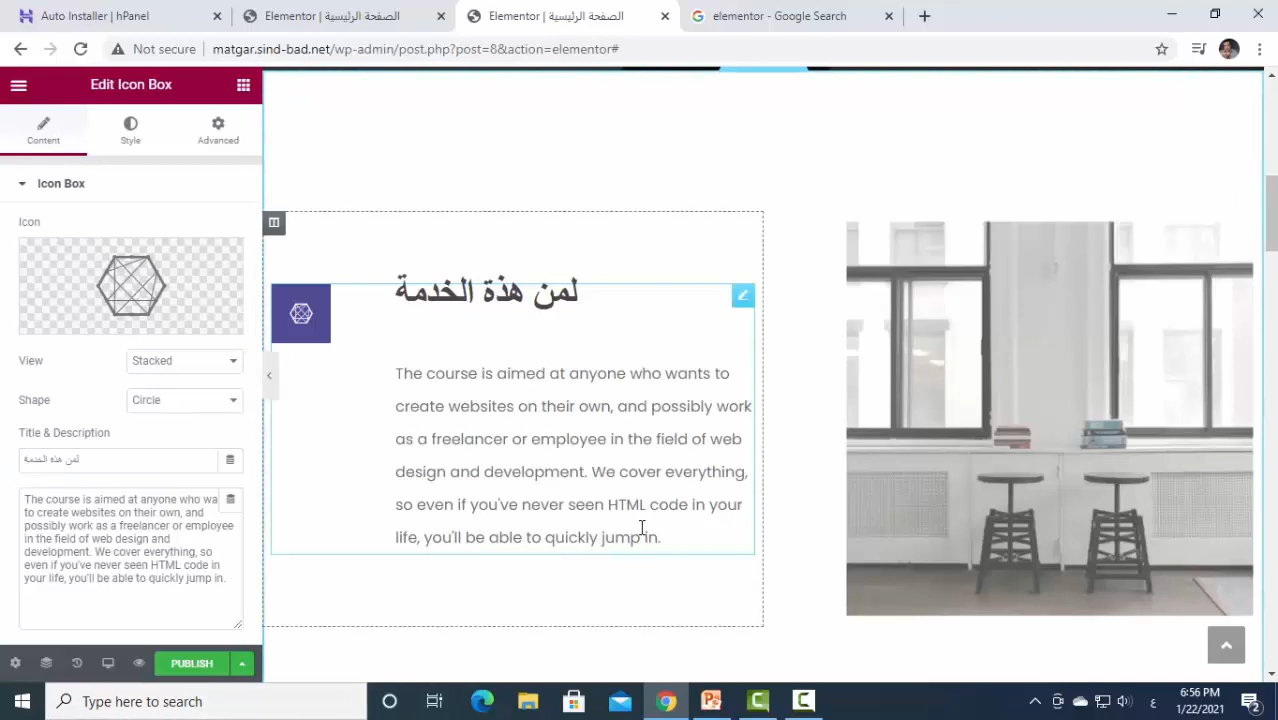 Auto Installer | hPanel
Elementor | الصفحة الرئيسية
Elementor | الصفحة الرئيسية
elementor - Google Search
Not secure
matgar.sind-bad.net/wp-admin/post.php?post=8&action=elementor#
Edit Icon Box
Content
Style
Advanced
Icon Box
Icon
View
Stacked
Shape
Circle
Title & Description
لمن هذة الخدمة
The course is aimed at anyone who wa
to create websites on their own, and
possibly work as a freelancer or employee
in the field of web design and
development. We cover everything, so
even if you've never seen HTML code in
your life, you'll be able to quickly jump in.
PUBLISH
لمن هذة الخدمة
The course is aimed at anyone who wants to
create websites on their own, and possibly work
as a freelancer or employee in the field of web
design and development. We cover everything,
so even if you've never seen HTML code in your
life, you'll be able to quickly jump in.
Type here to search
ع
6:56 PM
1/22/2021
2